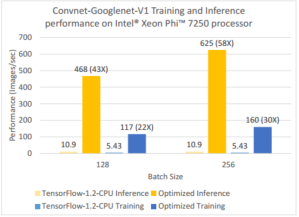 Convnet-Googlenet-V1 Training and Inference
performance on Intel® Xeon Phi™ 7250 processor
Performance (Images/sec)
700
600
500
400
300
200
100
0
10.9
468 (43X)
5.43
117 (22X)
10.9
625 (58X)
5.43
160 (30X)
128
256
Batch Size
TensorFlow-1.2-CPU Inference
Optimized Inference
TensorFlow-1.2-CPU Training
Optimized Training